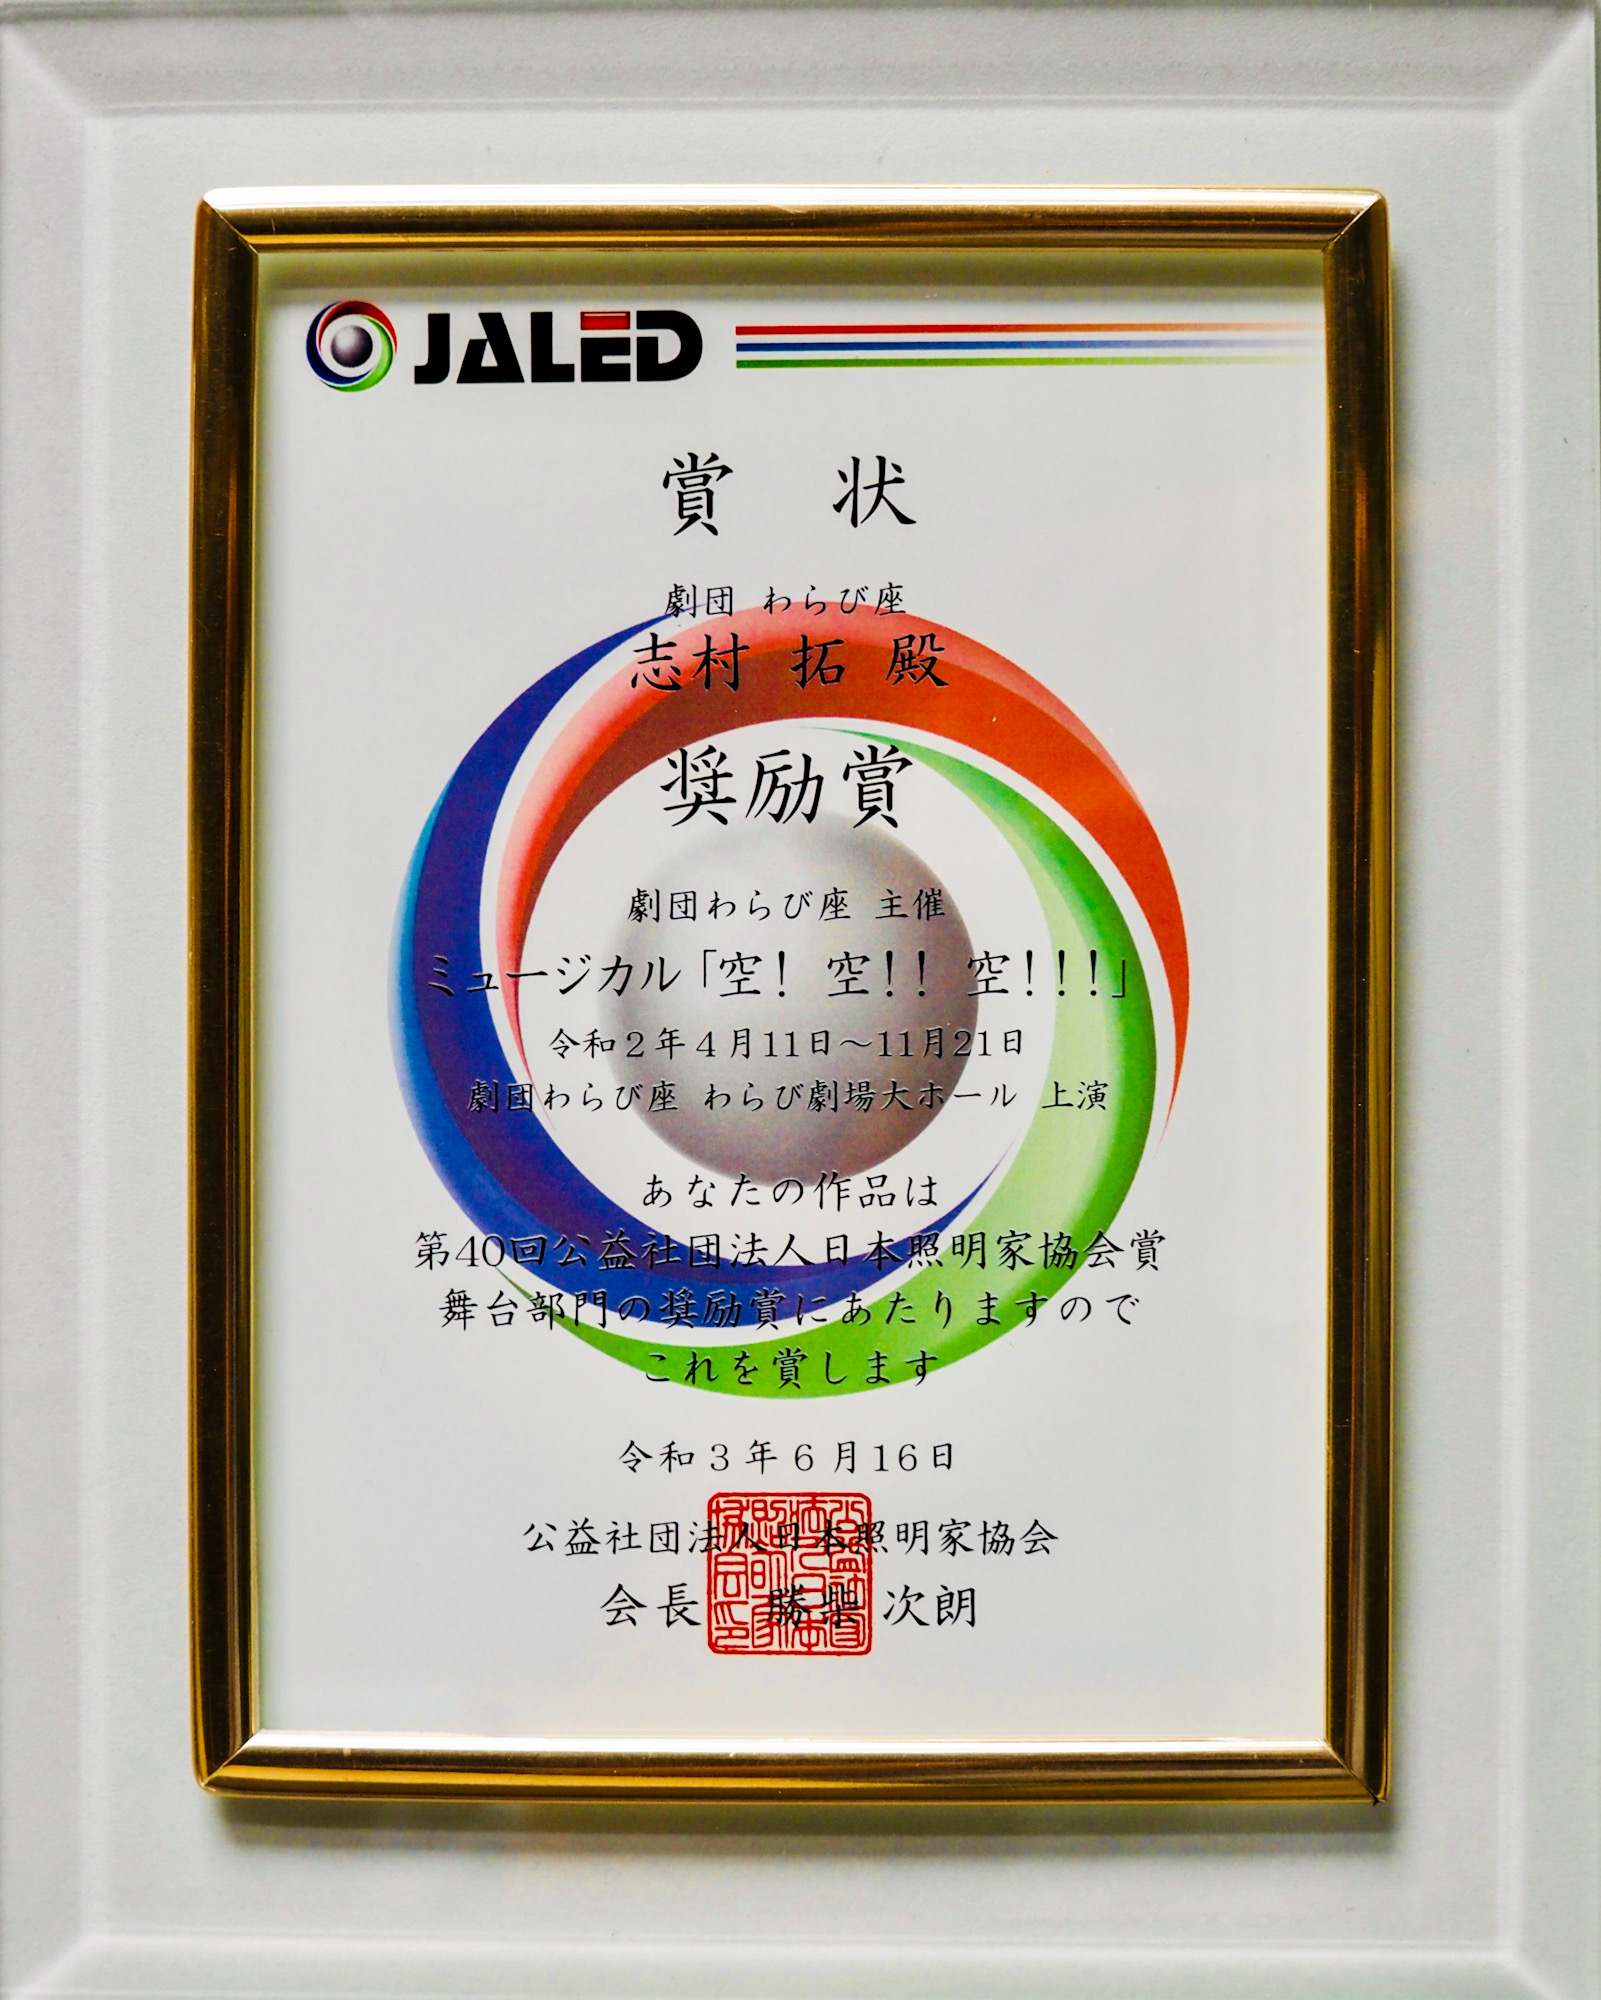 JALED
賞 状
劇団 わらび座
志村 拓 殿
奨励賞
劇団わらび座 主催
ミュージカル「空! 空!! 空!!!」
令和2年4月11日～11月21日
劇団わらび座 わらび劇場大ホール 上演
あなたの作品は
第40回公益社団法人日本照明家協会賞
舞台部門の奨励賞にあたりますので
これを賞します
令和3年6月16日
公益社団法人日本照明家協会
会長 勝柴 次朗